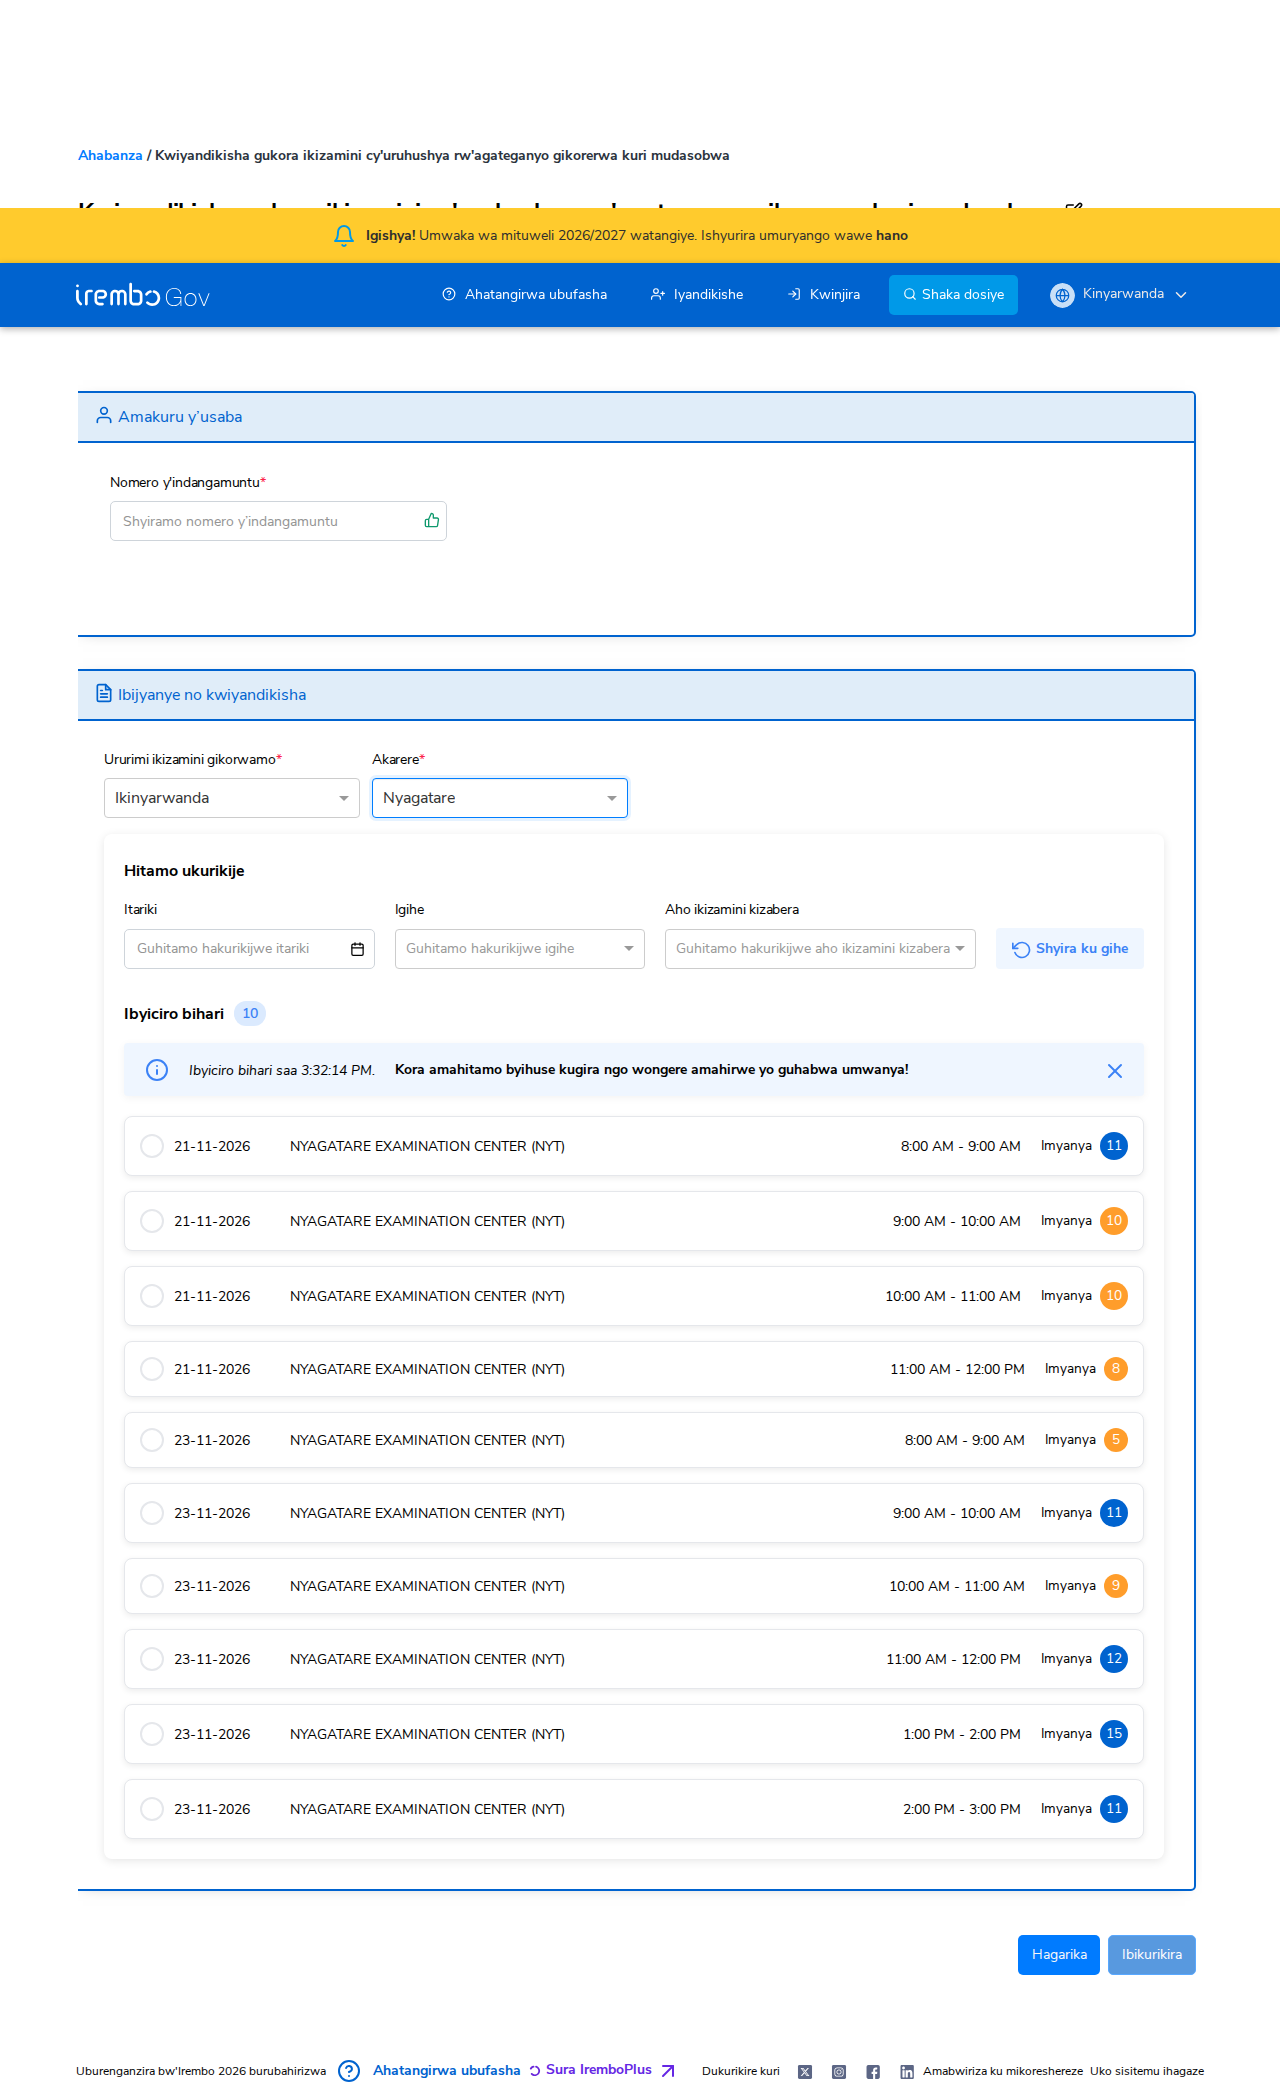 Ahabanza / Kwiyandikisha gukora ikizamini cy'uruhushya rw'agateganyo gikorerwa kuri mudasobwa
Igishya! Umwaka wa mituweli 2026/2027 watangiye. Ishyurira umuryango wawe hano
irembo Gov
Ahatangirwa ubufasha
Iyandikishe
Kwinjira
Shaka dosiye
Kinyarwanda
Amakuru y’usaba
Nomero y'indangamuntu*
Shyiramo nomero y’indangamuntu
Ibijyanye no kwiyandikisha
Ururimi ikizamini gikorwamo* Akarere*
Ikinyarwanda Nyagatare
Hitamo ukurikije
Itariki Igihe Aho ikizamini kizabera
Guhitamo hakurikijwe itariki Guhitamo hakurikijwe igihe Guhitamo hakurikijwe aho ikizamini kizabera Shyira ku gihe
Ibyiciro bihari 10
Ibyiciro bihari saa 3:32:14 PM. Kora amahitamo byihuse kugira ngo wongere amahirwe yo guhabwa umwanya!
21-11-2026 NYAGATARE EXAMINATION CENTER (NYT) 8:00 AM - 9:00 AM Imyanya 11
21-11-2026 NYAGATARE EXAMINATION CENTER (NYT) 9:00 AM - 10:00 AM Imyanya 10
21-11-2026 NYAGATARE EXAMINATION CENTER (NYT) 10:00 AM - 11:00 AM Imyanya 10
21-11-2026 NYAGATARE EXAMINATION CENTER (NYT) 11:00 AM - 12:00 PM Imyanya 8
23-11-2026 NYAGATARE EXAMINATION CENTER (NYT) 8:00 AM - 9:00 AM Imyanya 5
23-11-2026 NYAGATARE EXAMINATION CENTER (NYT) 9:00 AM - 10:00 AM Imyanya 11
23-11-2026 NYAGATARE EXAMINATION CENTER (NYT) 10:00 AM - 11:00 AM Imyanya 9
23-11-2026 NYAGATARE EXAMINATION CENTER (NYT) 11:00 AM - 12:00 PM Imyanya 12
23-11-2026 NYAGATARE EXAMINATION CENTER (NYT) 1:00 PM - 2:00 PM Imyanya 15
23-11-2026 NYAGATARE EXAMINATION CENTER (NYT) 2:00 PM - 3:00 PM Imyanya 11
Hagarika Ibikurikira
Uburenganzira bw'Irembo 2026 burubahirizwa Ahatangirwa ubufasha Sura IremboPlus Dukurikire kuri Amabwiriza ku mikoreshereze Uko sisitemu ihagaze